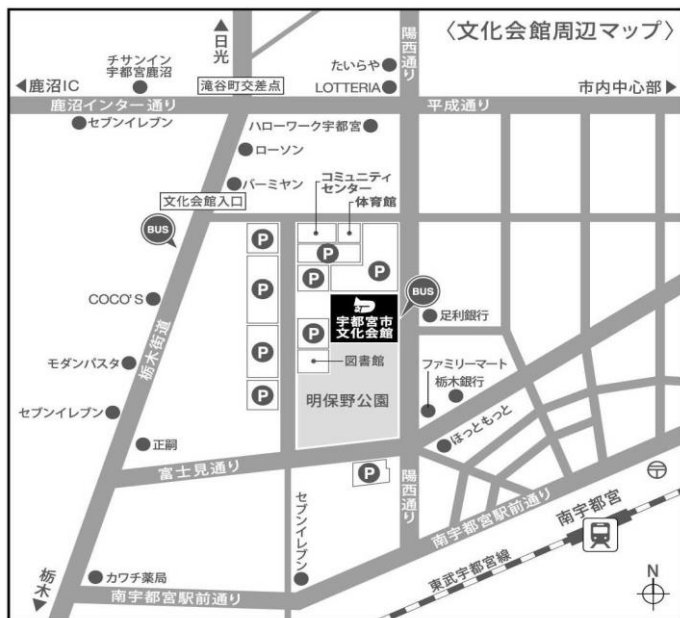 〈文化会館周辺マップ〉
▲日光
陽西通り
チサンイン
宇都宮鹿沼
たいらや
◀鹿沼IC
滝谷町交差点
LOTTERIA
市内中心部▶
鹿沼インター通り
平成通り
セブンイレブン
ハローワーク宇都宮
ローソン
コミュニティ
センター
バーミヤン
体育館
文化会館入口
BUS
P
P
P
P
P
P
BUS
COCO'S
宇都宮市
文化会館
足利銀行
P
P
栃木街道
モダンパスタ
図書館
ファミリーマート
栃木銀行
P
明保野公園
セブンイレブン
ほっともっと
正嗣
富士見通り
P
陽西通り
セブンイレブン
南宇都宮駅前通り
南宇都宮
東武宇都宮線
カワチ薬局
栃木▼
南宇都宮駅前通り
N